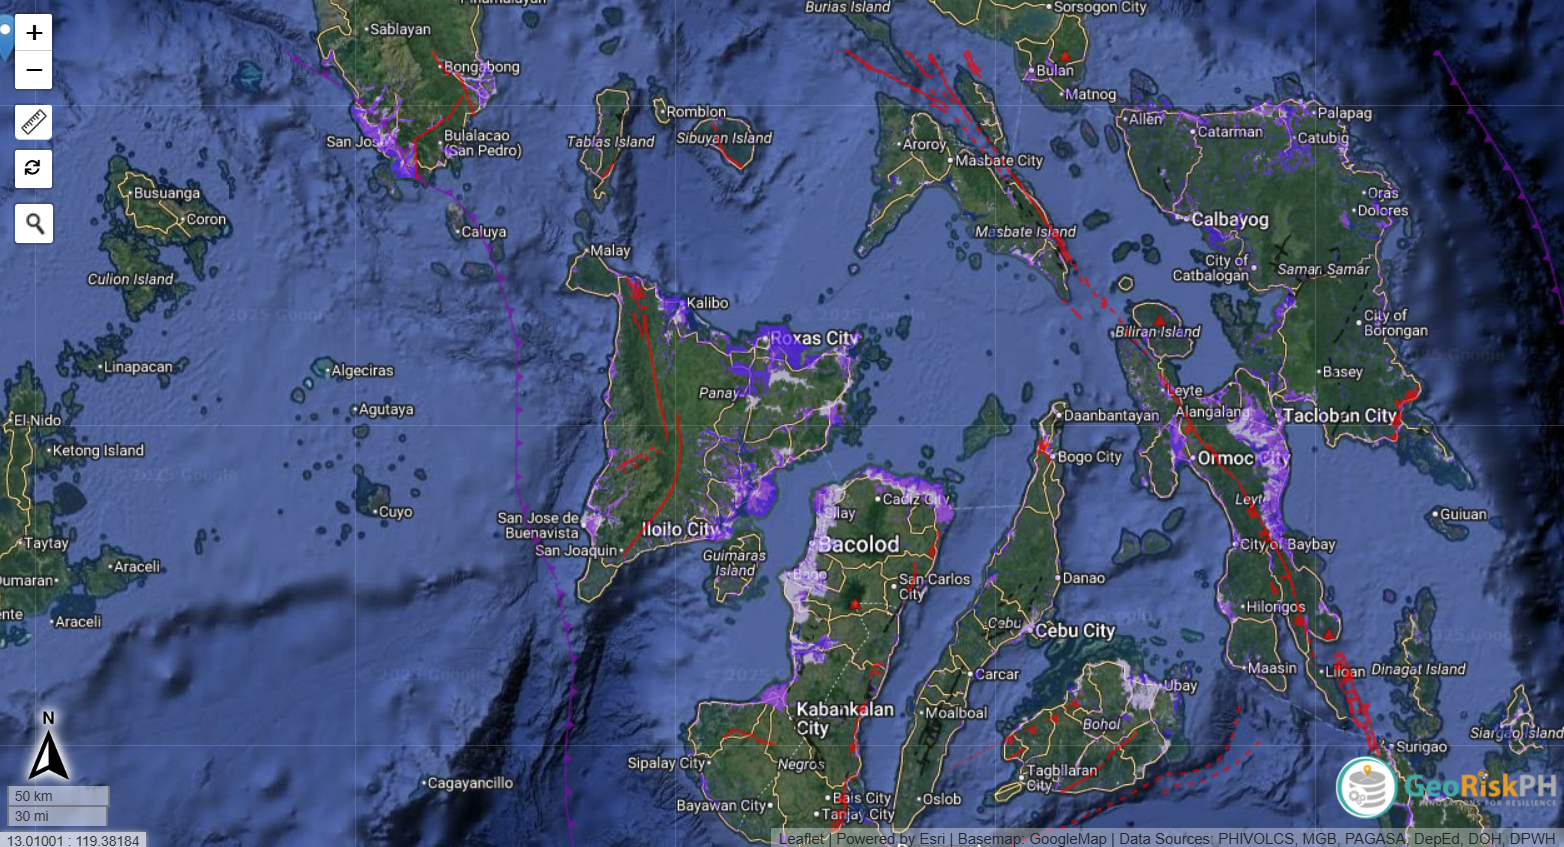 Burias Island
Sorsogon City
Sablayan
Bongabong
Bulan
Matnog
Romblon
Allen
Palapag
Catarman
Catubig
San Jos
Bulalacao
(San Pedro)
Tablas Island
Sibuyan Island
Aroroy
Masbate City
Busuanga
Coron
Oras
Dolores
Calbayog
Caluya
Masbate Island
Malay
City of
Catbalogan
Samar
Samar
Culion Island
Kalibo
City of
Borongan
Biliran Island
Roxas City
Linapacan
Algeciras
Basey
Panay
Leyte
Agutaya
Alangalang
Daanbantayan
Tacloban City
El Nido
Ketong Island
Bogo City
Ormoc City
Cadiz City
Leyte
Cuyo
Silay
Guiuan
San Jose de
Buenavista
Iloilo City
Taytay
San Joaquin
Bacolod
City of Baybay
Guimaras
Island
Araceli
Bago
Dumaran
San Carlos
City
Danao
Hilongos
nte
Araceli
Cebu
Cebu City
Maasin
Liloan
Dinagat Island
Carcar
Ubay
Kabankalan
City
Moalboal
Bohol
Siargao Island
Surigao
Sipalay City
Negros
Tagbilaran
City
Cagayancillo
Bayawan City
Bais City
Oslob
Tanjay City
+
−
N
50 km
30 mi
13.01001 : 119.38184
GeoRiskPH
INNOVATIONS FOR RESILIENCE
Leaflet | Powered by Esri | Basemap: GoogleMap | Data Sources: PHIVOLCS, MGB, PAGASA, DepEd, DOH, DPWH